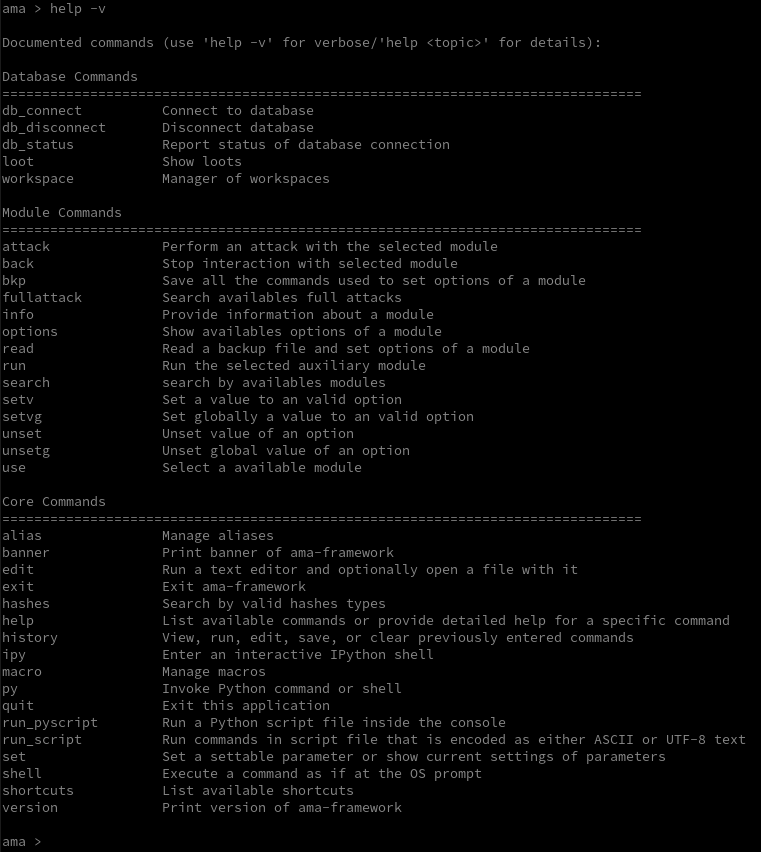 ama > help -v
Documented commands (use 'help -v' for verbose/'help <topic>' for details):
Database Commands
================================================================================
db_connect          Connect to database
db_disconnect       Disconnect database
db_status           Report status of database connection
loot                Show loots
workspace           Manager of workspaces
Module Commands
================================================================================
attack              Perform an attack with the selected module
back                Stop interaction with selected module
bkp                 Save all the commands used to set options of a module
fullattack          Search availables full attacks
info                Provide information about a module
options             Show availables options of a module
read                Read a backup file and set options of a module
run                 Run the selected auxiliary module
search              search by availables modules
setv                Set a value to an valid option
setvg               Set globally a value to an valid option
unset               Unset value of an option
unsetg              Unset global value of an option
use                 Select a available module
Core Commands
================================================================================
alias               Manage aliases
banner              Print banner of ama-framework
edit                Run a text editor and optionally open a file with it
exit                Exit ama-framework
hashes              Search by valid hashes types
help                List available commands or provide detailed help for a specific command
history             View, run, edit, save, or clear previously entered commands
ipy                 Enter an interactive IPython shell
macro               Manage macros
py                  Invoke Python command or shell
quit                Exit this application
run_pyscript        Run a Python script file inside the console
run_script          Run commands in script file that is encoded as either ASCII or UTF-8 text
set                 Set a settable parameter or show current settings of parameters
shell               Execute a command as if at the OS prompt
shortcuts           List available shortcuts
version             Print version of ama-framework
ama >